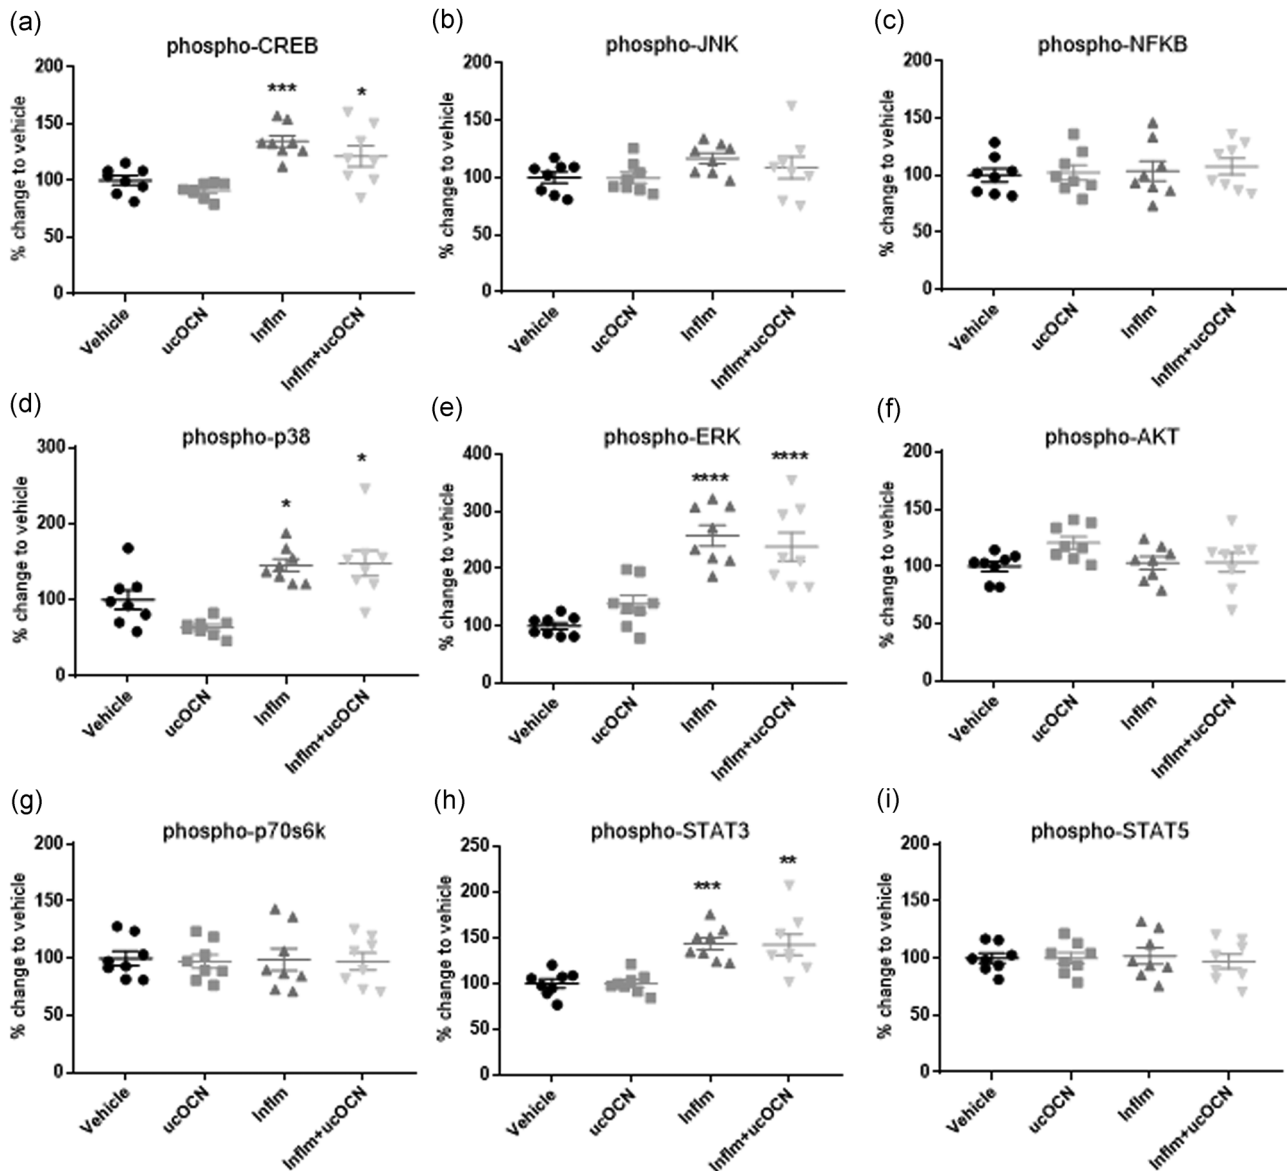 (a)
phospho-CREB
% change to vehicle
200
150
100
50
0
***
*
Vehicle
ucOCN
Inflm
Inflm+ucOCN
(b)
phospho-JNK
% change to vehicle
200
150
100
50
0
Vehicle
ucOCN
Inflm
Inflm+ucOCN
(c)
phospho-NFKB
% change to vehicle
200
150
100
50
0
Vehicle
ucOCN
Inflm
Inflm+ucOCN
(d)
phospho-p38
% change to vehicle
300
200
100
0
*
*
Vehicle
ucOCN
Inflm
Inflm+ucOCN
(e)
phospho-ERK
% change to vehicle
400
300
200
100
0
****
****
Vehicle
ucOCN
Inflm
Inflm+ucOCN
(f)
phospho-AKT
% change to vehicle
200
150
100
50
0
Vehicle
ucOCN
Inflm
Inflm+ucOCN
(g)
phospho-p70s6k
% change to vehicle
200
150
100
50
0
Vehicle
ucOCN
Inflm
Inflm+ucOCN
(h)
phospho-STAT3
% change to vehicle
250
200
150
100
50
0
***
**
Vehicle
ucOCN
Inflm
Inflm+ucOCN
(i)
phospho-STAT5
% change to vehicle
200
150
100
50
0
Vehicle
ucOCN
Inflm
Inflm+ucOCN